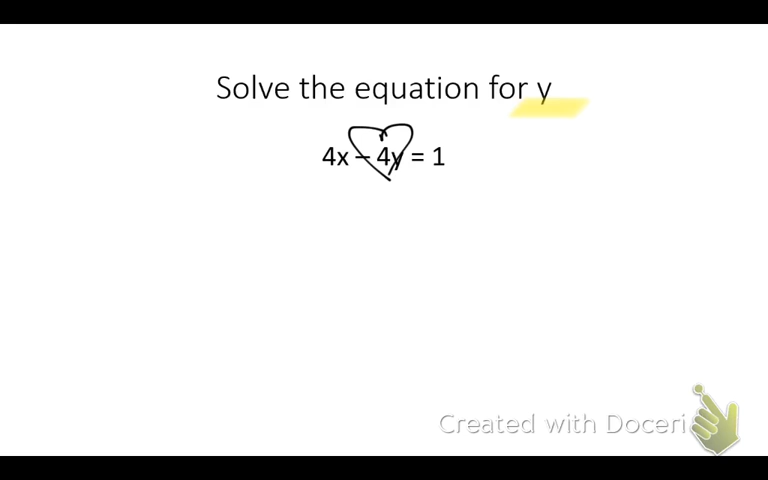 Solve the equation for y
4x – 4y = 1
Created with Doceri